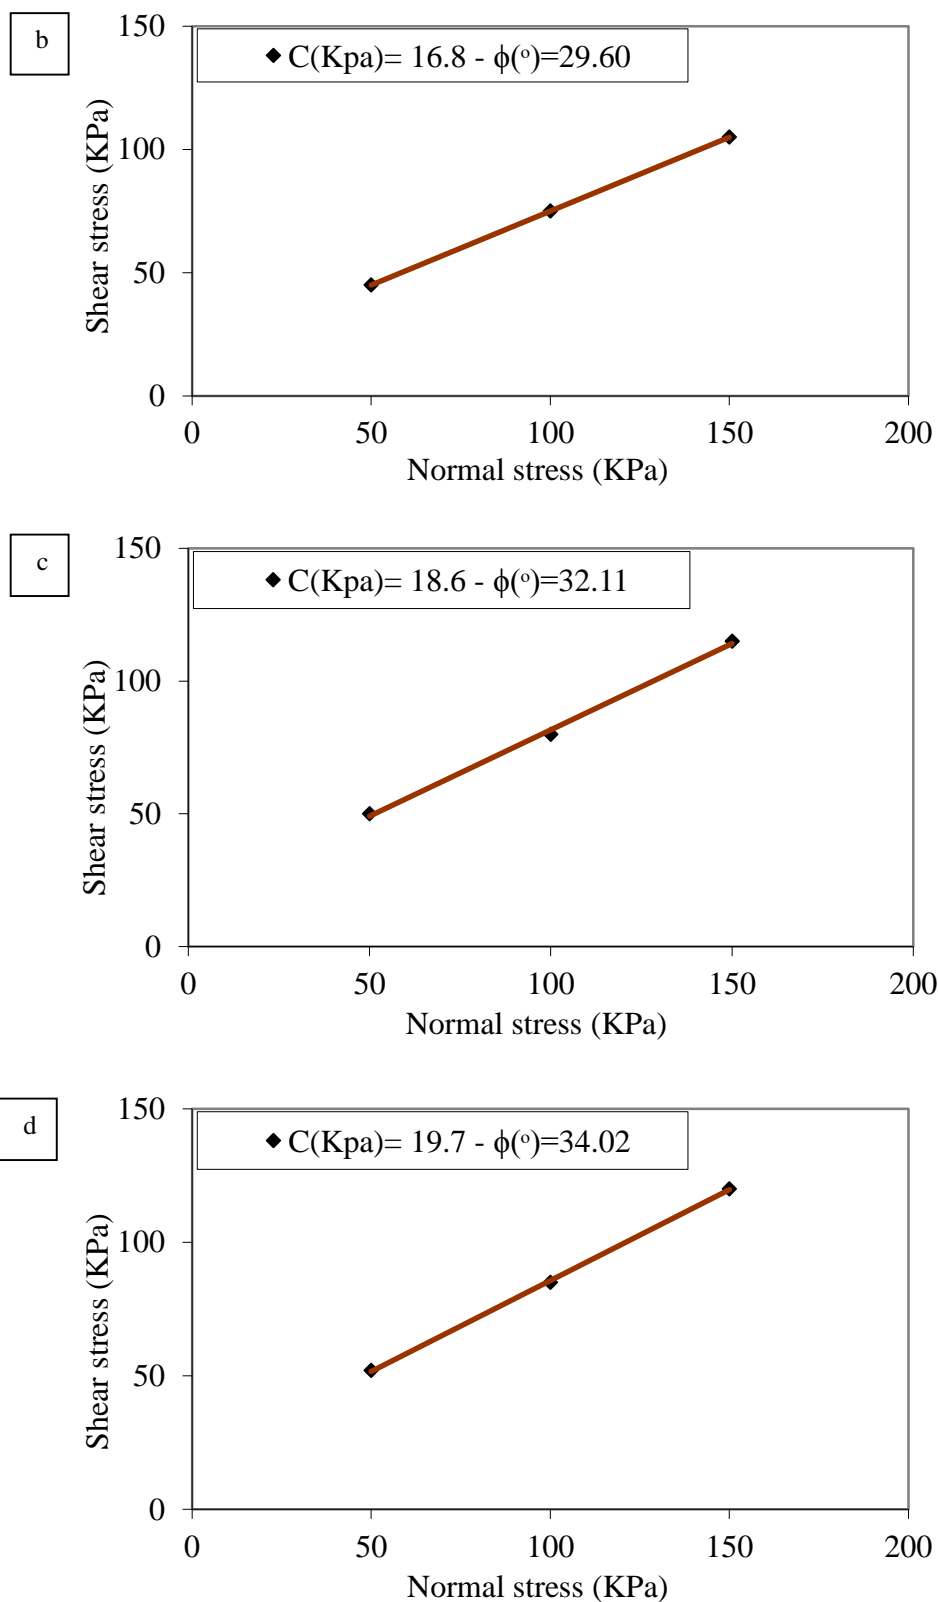 b
C(Kpa)= 16.8 - ϕ(°)=29.60
150
100
50
0
Shear stress (KPa)
0 50 100 150 200
Normal stress (KPa)
c
C(Kpa)= 18.6 - ϕ(°)=32.11
150
100
50
0
Shear stress (KPa)
0 50 100 150 200
Normal stress (KPa)
d
C(Kpa)= 19.7 - ϕ(°)=34.02
150
100
50
0
Shear stress (KPa)
0 50 100 150 200
Normal stress (KPa)